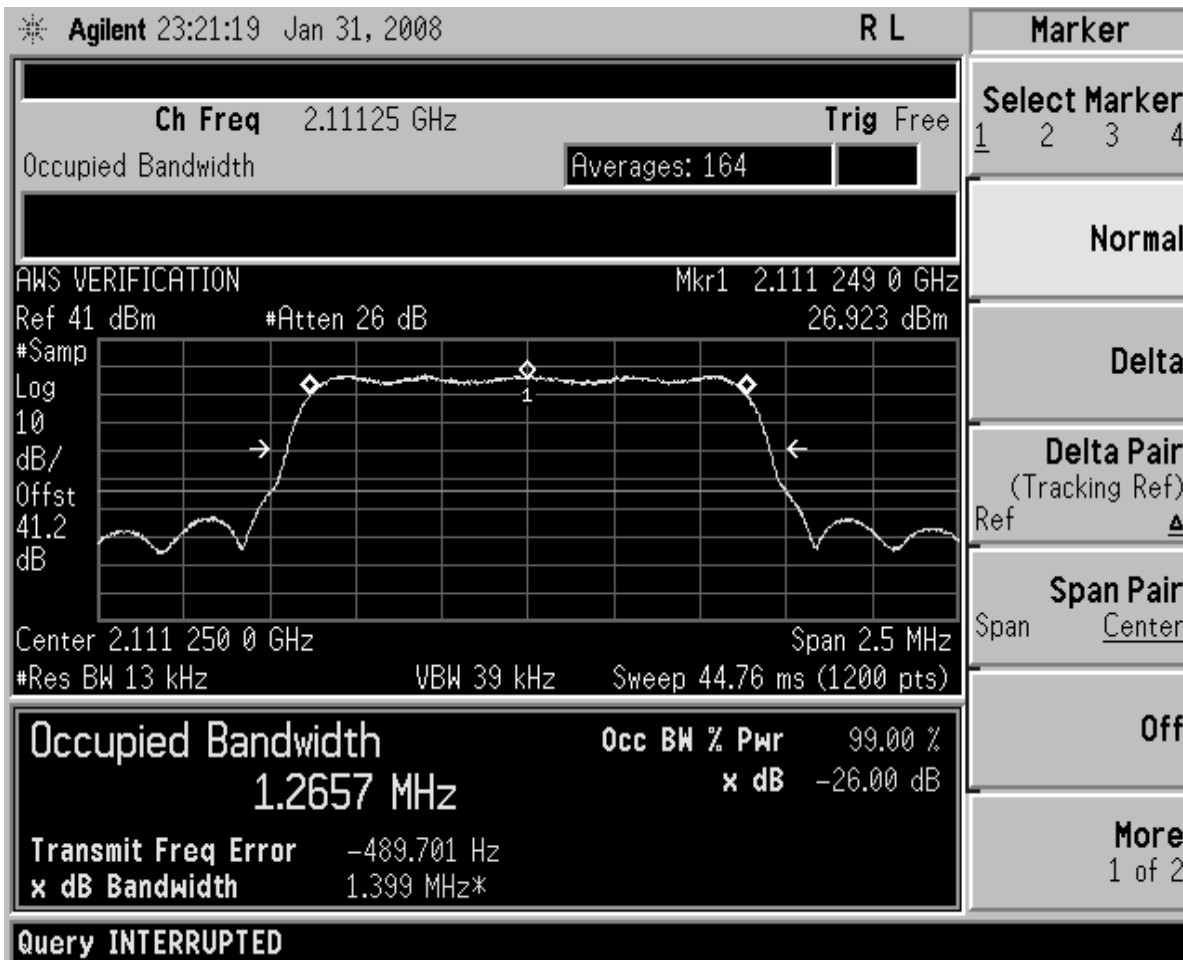 Agilent 23:21:19 Jan 31, 2008 R L
Ch Freq 2.11125 GHz Trig Free
Occupied Bandwidth Averages: 164
AWS VERIFICATION Mkr1 2.111 249 0 GHz
Ref 41 dBm #Atten 26 dB 26.923 dBm
#Samp
Log
10
dB/
Offst
41.2
dB
1
Center 2.111 250 0 GHz Span 2.5 MHz
#Res BW 13 kHz VBW 39 kHz Sweep 44.76 ms (1200 pts)
Occupied Bandwidth Occ BW % Pwr 99.00 %
1.2657 MHz x dB -26.00 dB
Transmit Freq Error -489.701 Hz
x dB Bandwidth 1.399 MHz*
Query INTERRUPTED
Marker
Select Marker
1 2 3 4
Normal
Delta
Delta Pair
(Tracking Ref)
Ref Δ
Span Pair
Span Center
Off
More
1 of 2